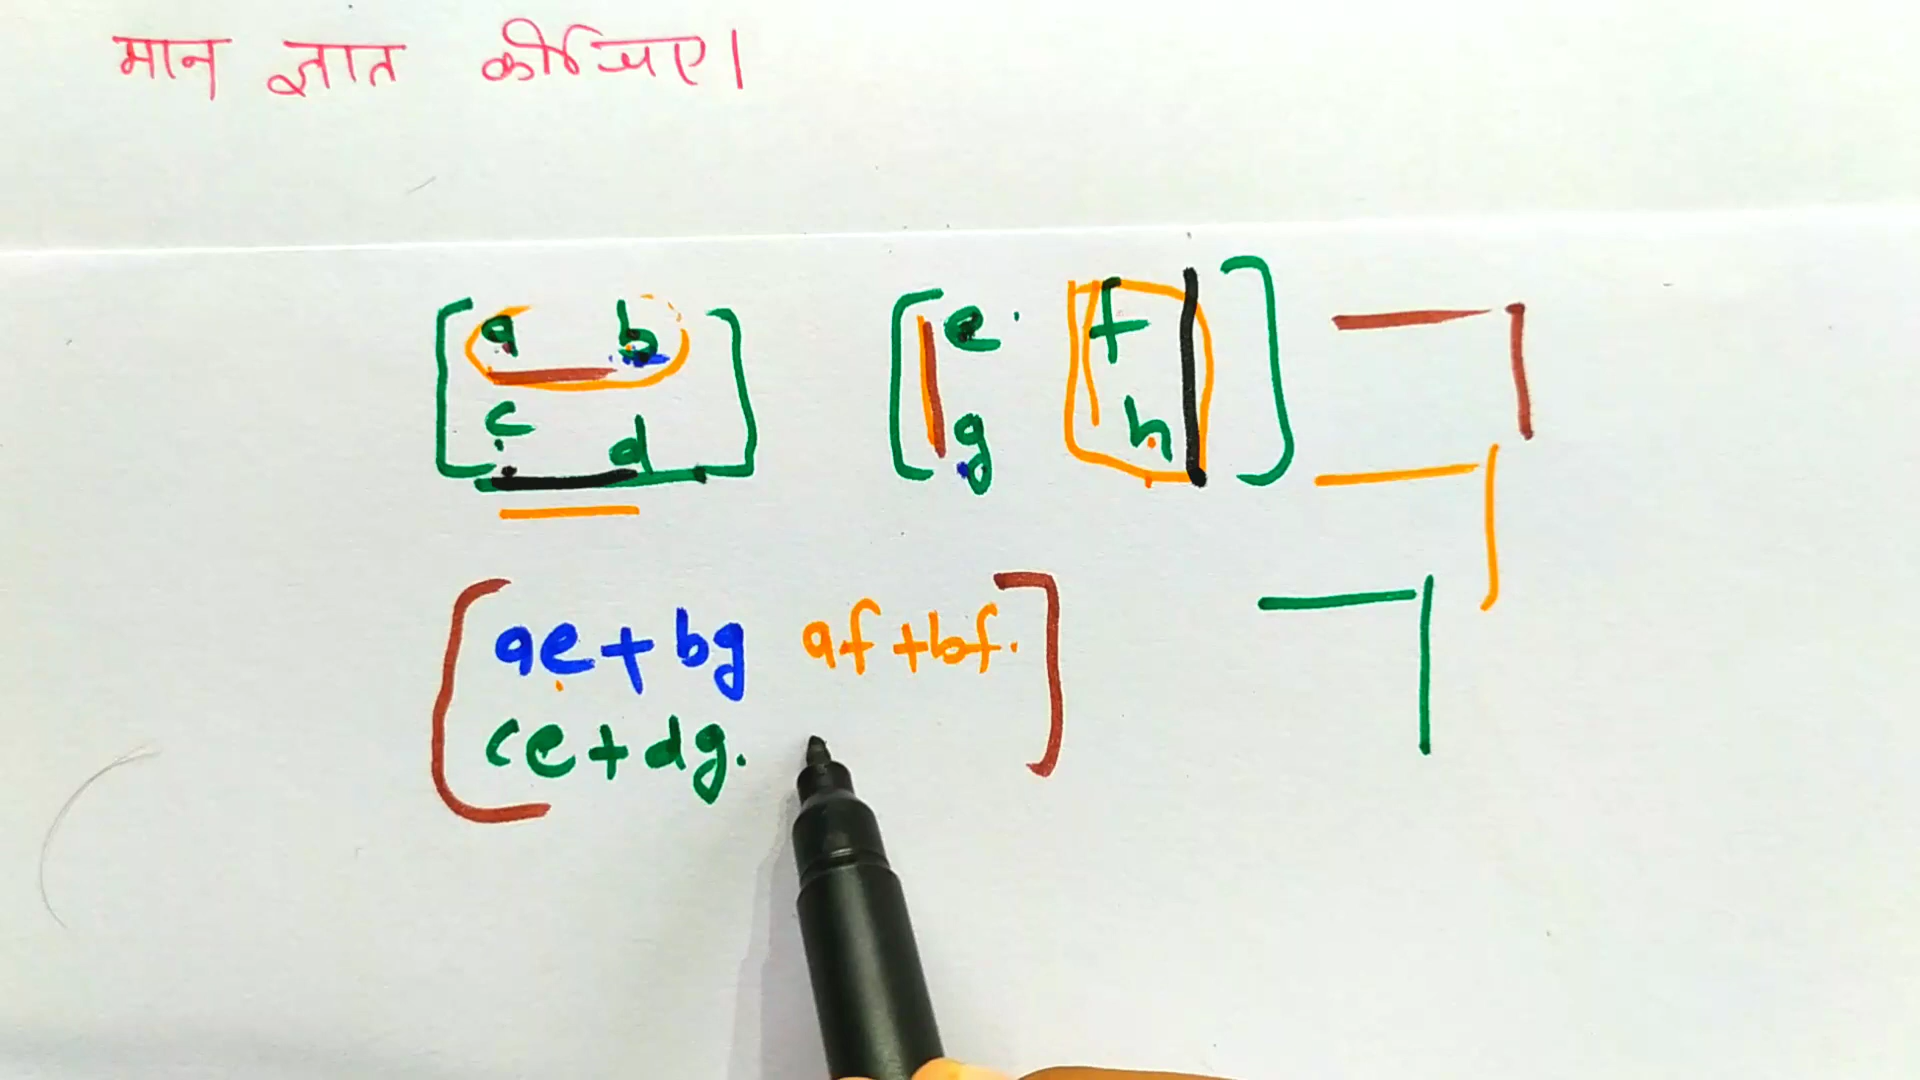 मान ज्ञात कीजिए।
[a b [e f]
c d] g h]
[ae+bg af+bf.]
ce+dg.